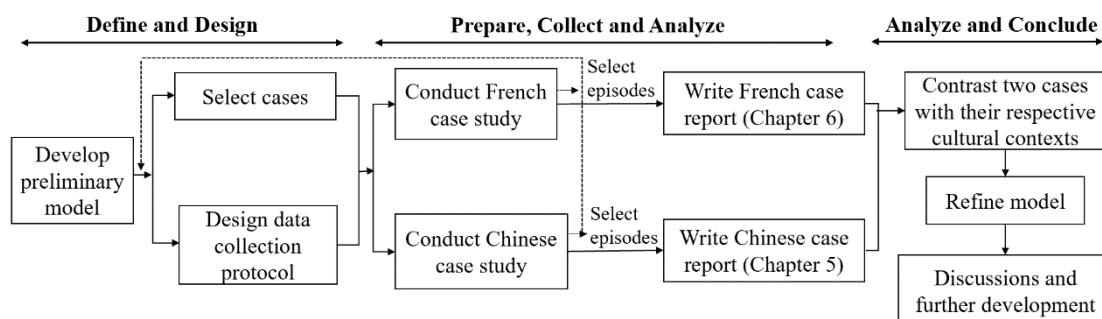 Define and Design
Prepare, Collect and Analyze
Analyze and Conclude
Develop
preliminary
model
Select cases
Design data
collection
protocol
Conduct French
case study
Select
episodes
Write French case
report (Chapter 6)
Conduct Chinese
case study
Select
episodes
Write Chinese case
report (Chapter 5)
Contrast two cases
with their respective
cultural contexts
Refine model
Discussions and
further development